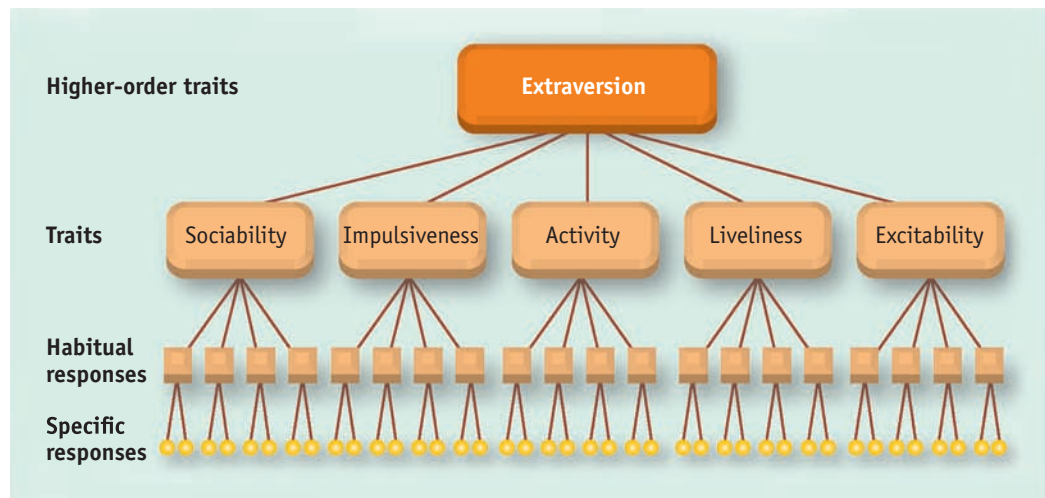 Higher-order traits
Extraversion
Traits
Sociability
Impulsiveness
Activity
Liveliness
Excitability
Habitual
responses
Specific
responses